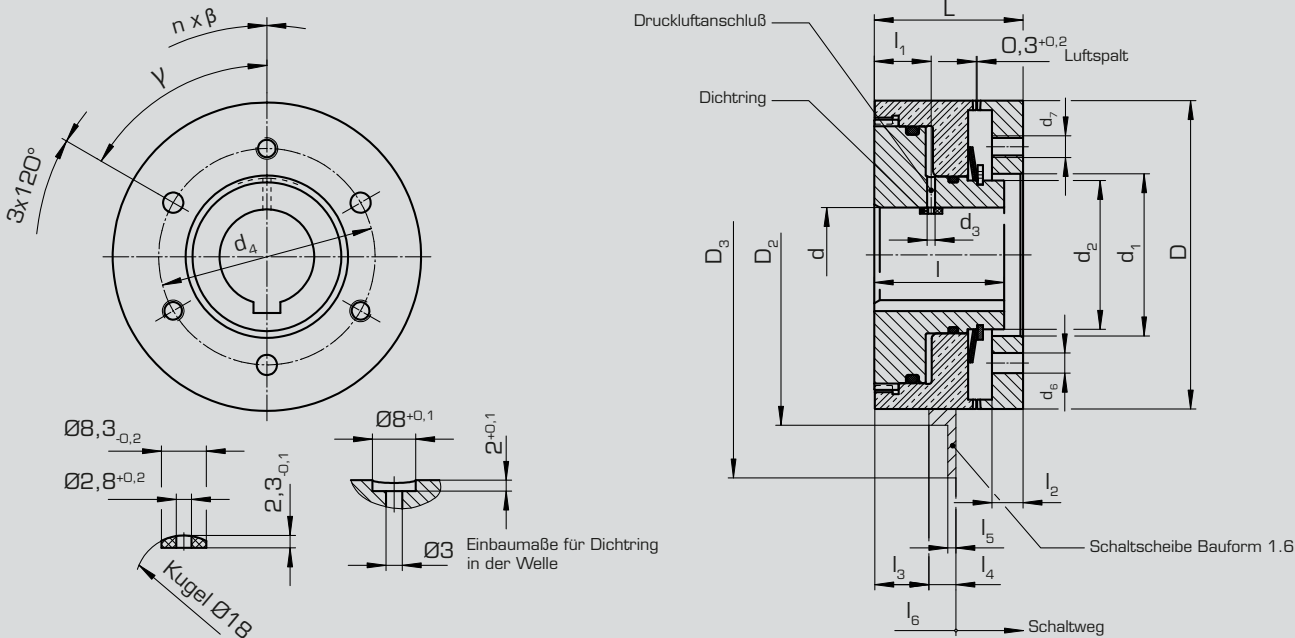 n x β
γ
3x120°
d₄
Ø8,3-0,2
Ø2,8+0,2
2,3-0,1
Kugel Ø18
Ø8+0,1
2+0,1
Ø3
Einbaumaße für Dichtring
in der Welle
Druckluftanschluß
Dichtring
L
l₁
0,3+0,2
Luftspalt
d₇
D₃
D₂
d
d₃
l
d₂
d₁
D
d₆
l₂
l₅
Schaltscheibe Bauform 1.6
l₃
l₄
l₆
Schaltweg